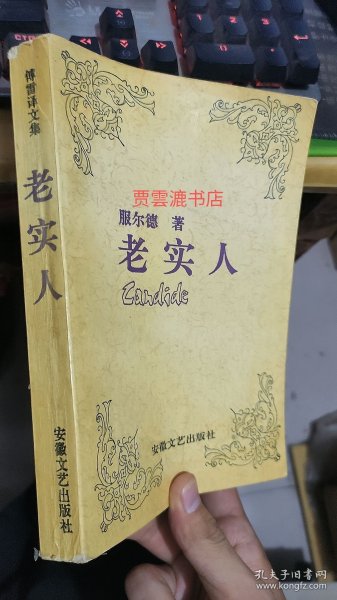 傅雷译文集
老实人
安徽文艺出版社
贾雲漉书店
服尔德 著
老实人
Candide
安徽文艺出版社
孔夫子旧书网
www.kongfz.com